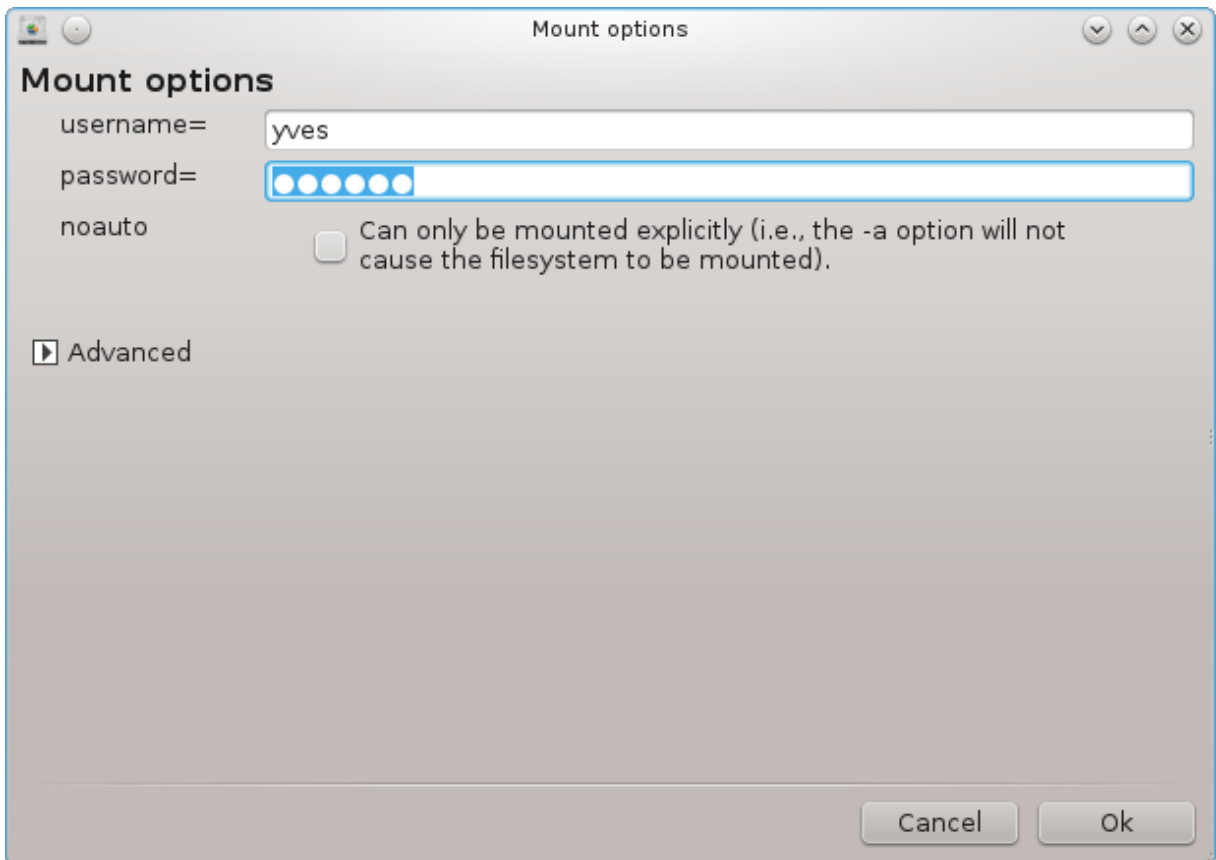 Mount options
Mount options
username= yves
password= ●●●●●●
noauto Can only be mounted explicitly (i.e., the -a option will not
cause the filesystem to be mounted).
Advanced
Cancel Ok